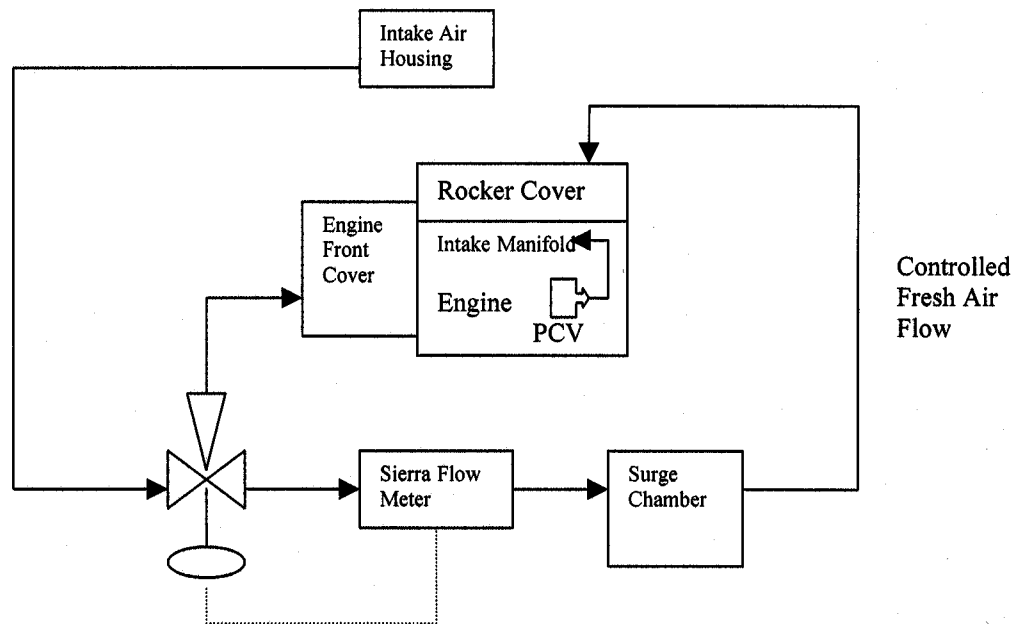 Intake Air
Housing
Rocker Cover
Engine
Front
Cover
Intake Manifold
Engine
PCV
Controlled
Fresh Air
Flow
Sierra Flow
Meter
Surge
Chamber